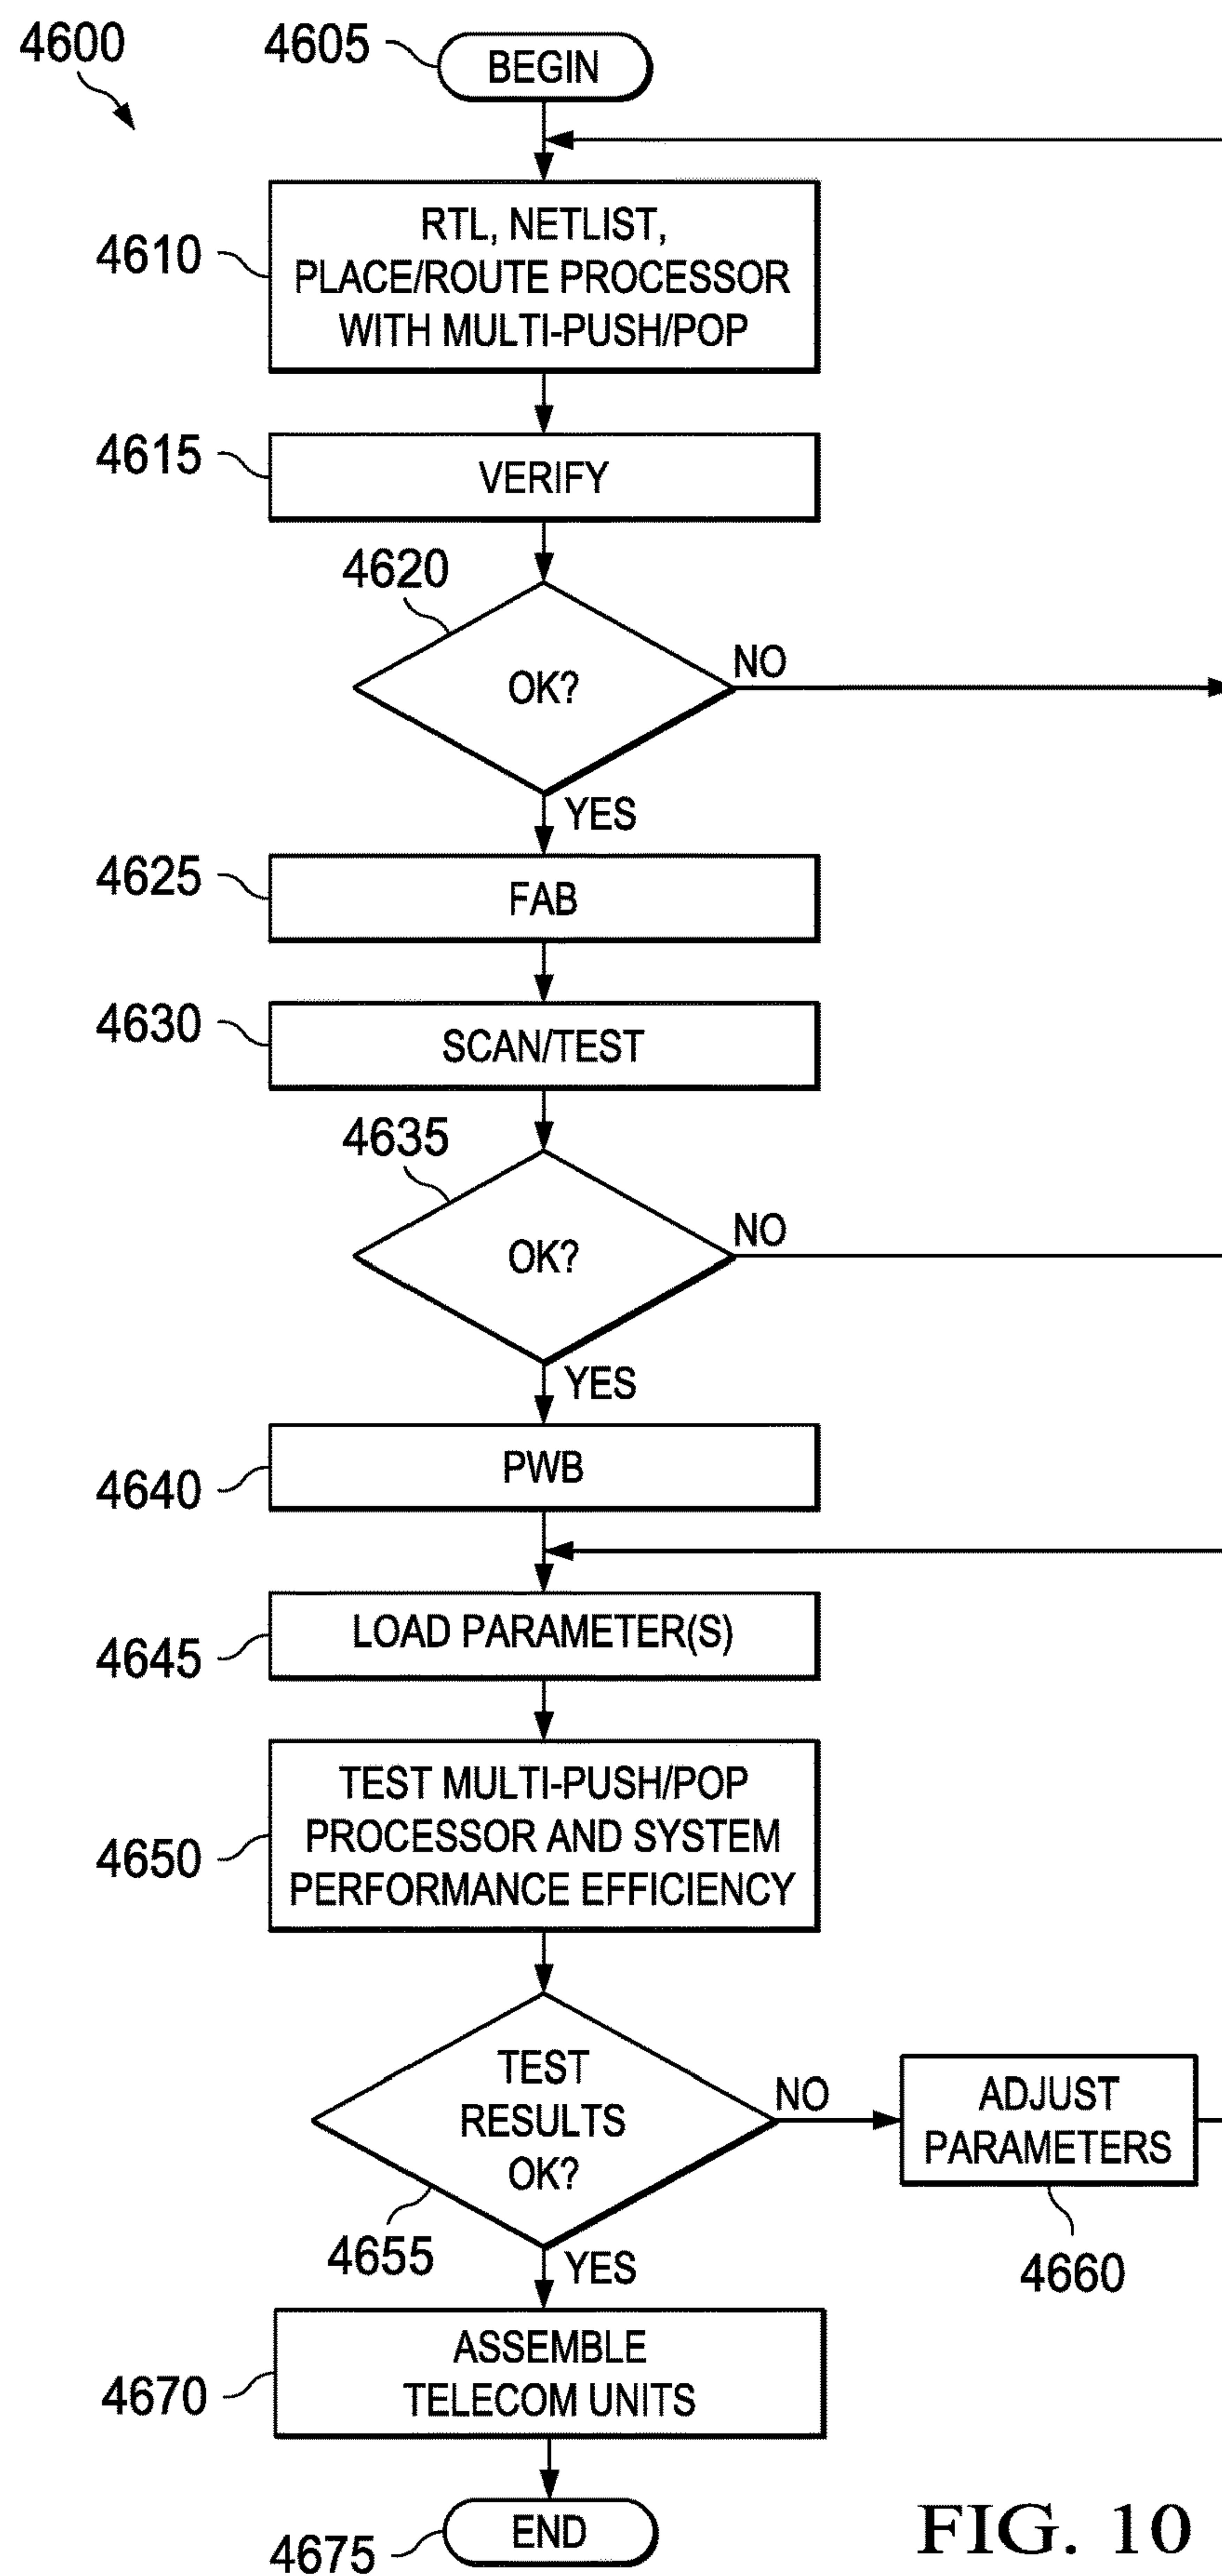 4600
4605
BEGIN
4610
RTL, NETLIST,
PLACE/ROUTE PROCESSOR
WITH MULTI-PUSH/POP
4615
VERIFY
4620
OK?
NO
YES
4625
FAB
4630
SCAN/TEST
4635
OK?
NO
YES
4640
PWB
4645
LOAD PARAMETER(S)
4650
TEST MULTI-PUSH/POP
PROCESSOR AND SYSTEM
PERFORMANCE EFFICIENCY
TEST
RESULTS
OK?
4655
NO
ADJUST
PARAMETERS
4660
YES
4670
ASSEMBLE
TELECOM UNITS
4675
END
FIG. 10